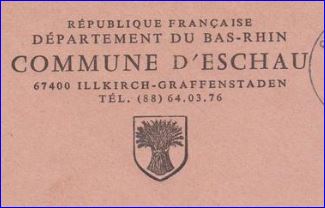 RÉPUBLIQUE FRANÇAISE
DÉPARTEMENT DU BAS-RHIN
COMMUNE D'ESCHAU
67400 ILLKIRCH-GRAFFENSTADEN
TÉL. (88) 64.03.76